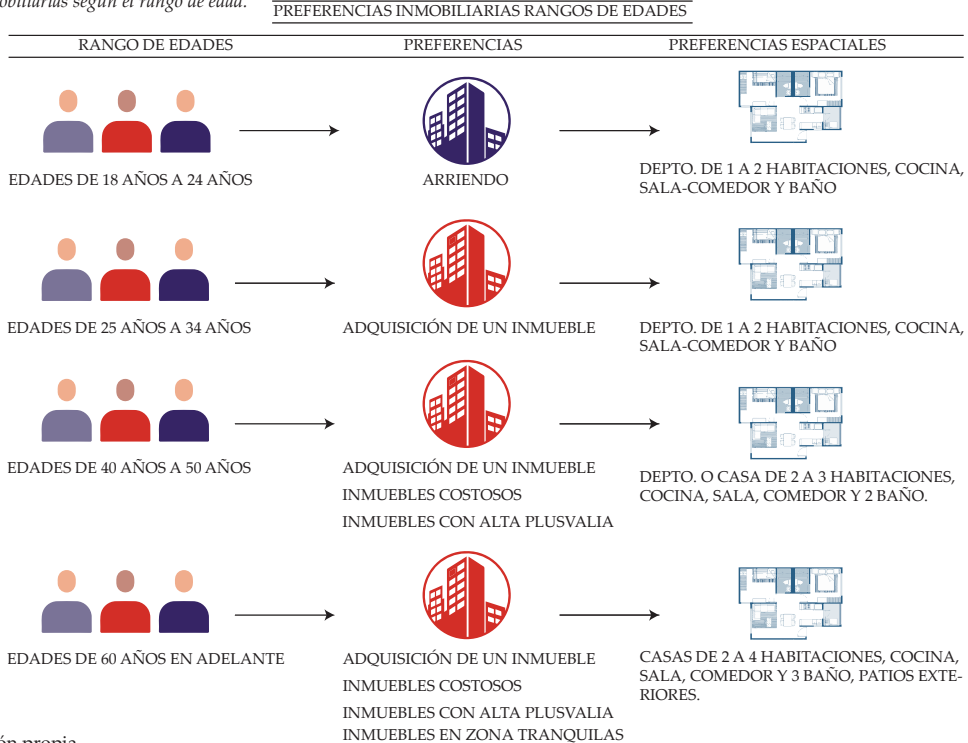 según el rango de edad.
PREFERENCIAS INMOBILIARIAS RANGOS DE EDADES
RANGO DE EDADES
PREFERENCIAS
PREFERENCIAS ESPACIALES
EDADES DE 18 AÑOS A 24 AÑOS
ARRIENDO
DEPTO. DE 1 A 2 HABITACIONES, COCINA,
SALA-COMEDOR Y BAÑO
EDADES DE 25 AÑOS A 34 AÑOS
ADQUISICIÓN DE UN INMUEBLE
DEPTO. DE 1 A 2 HABITACIONES, COCINA,
SALA-COMEDOR Y BAÑO
EDADES DE 40 AÑOS A 50 AÑOS
ADQUISICIÓN DE UN INMUEBLE
INMUEBLES COSTOSOS
INMUEBLES CON ALTA PLUSVALIA
DEPTO. O CASA DE 2 A 3 HABITACIONES,
COCINA, SALA, COMEDOR Y 2 BAÑO.
EDADES DE 60 AÑOS EN ADELANTE
ADQUISICIÓN DE UN INMUEBLE
INMUEBLES COSTOSOS
INMUEBLES CON ALTA PLUSVALIA
INMUEBLES EN ZONA TRANQUILAS
CASAS DE 2 A 4 HABITACIONES, COCINA,
SALA, COMEDOR Y 3 BAÑO, PATIOS EXTE-
RIORES.
propia